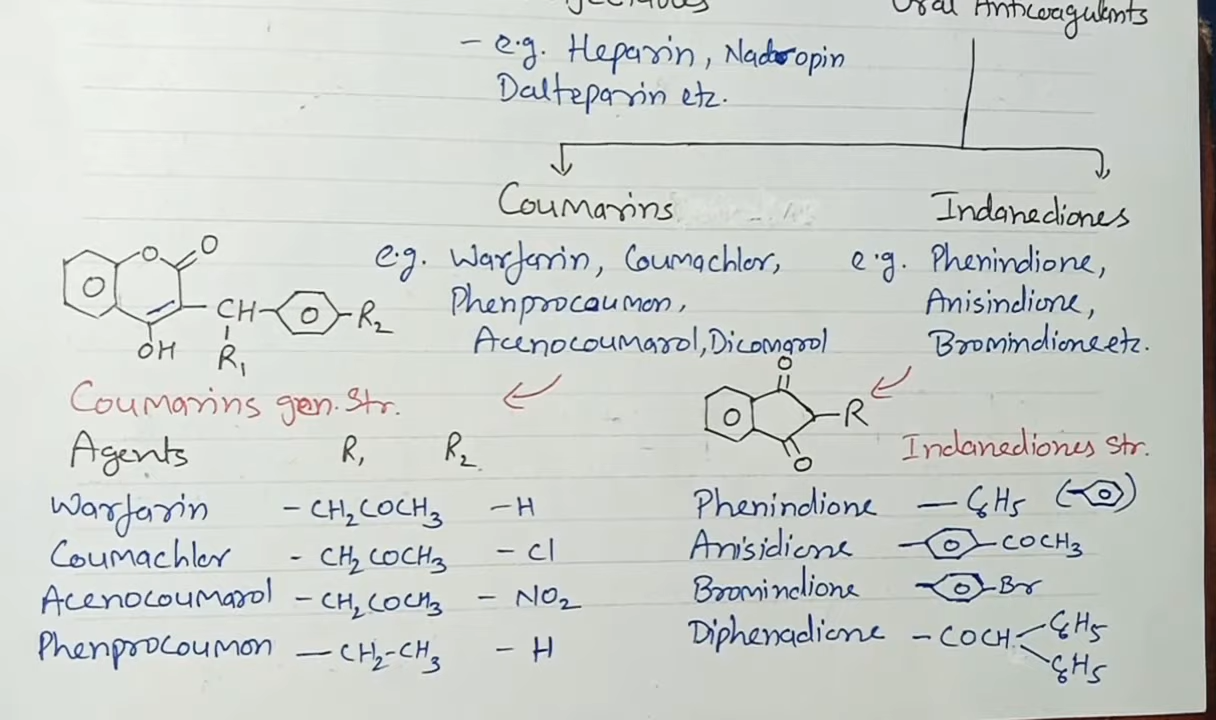 Oral Anticoagulants
- e.g. Heparin, Nadropin
Dalteparin etc.
Coumarins
Indanediones
e.g. Warfarin, Coumachlor,
Phenprocaumon,
Acenocoumarol, Dicomarol
e.g. Phenindione,
Anisindione,
Bromindione etc.
O
O
O
CH
O
R2
OH
R1
Coumarins gen. Str.
O
O
R
O
Indanediones str.
Agents R1 R2
Warfarin - CH2COCH3 - H
Coumachlor - CH2COCH3 - Cl
Acenocoumarol - CH2COCH3 - NO2
Phenprocoumon - CH2-CH3 - H
Phenindione - C6H5 (-O)
Anisidione -O-COCH3
Bromindione -O-Br
Diphenadione - COCH C6H5
C6H5